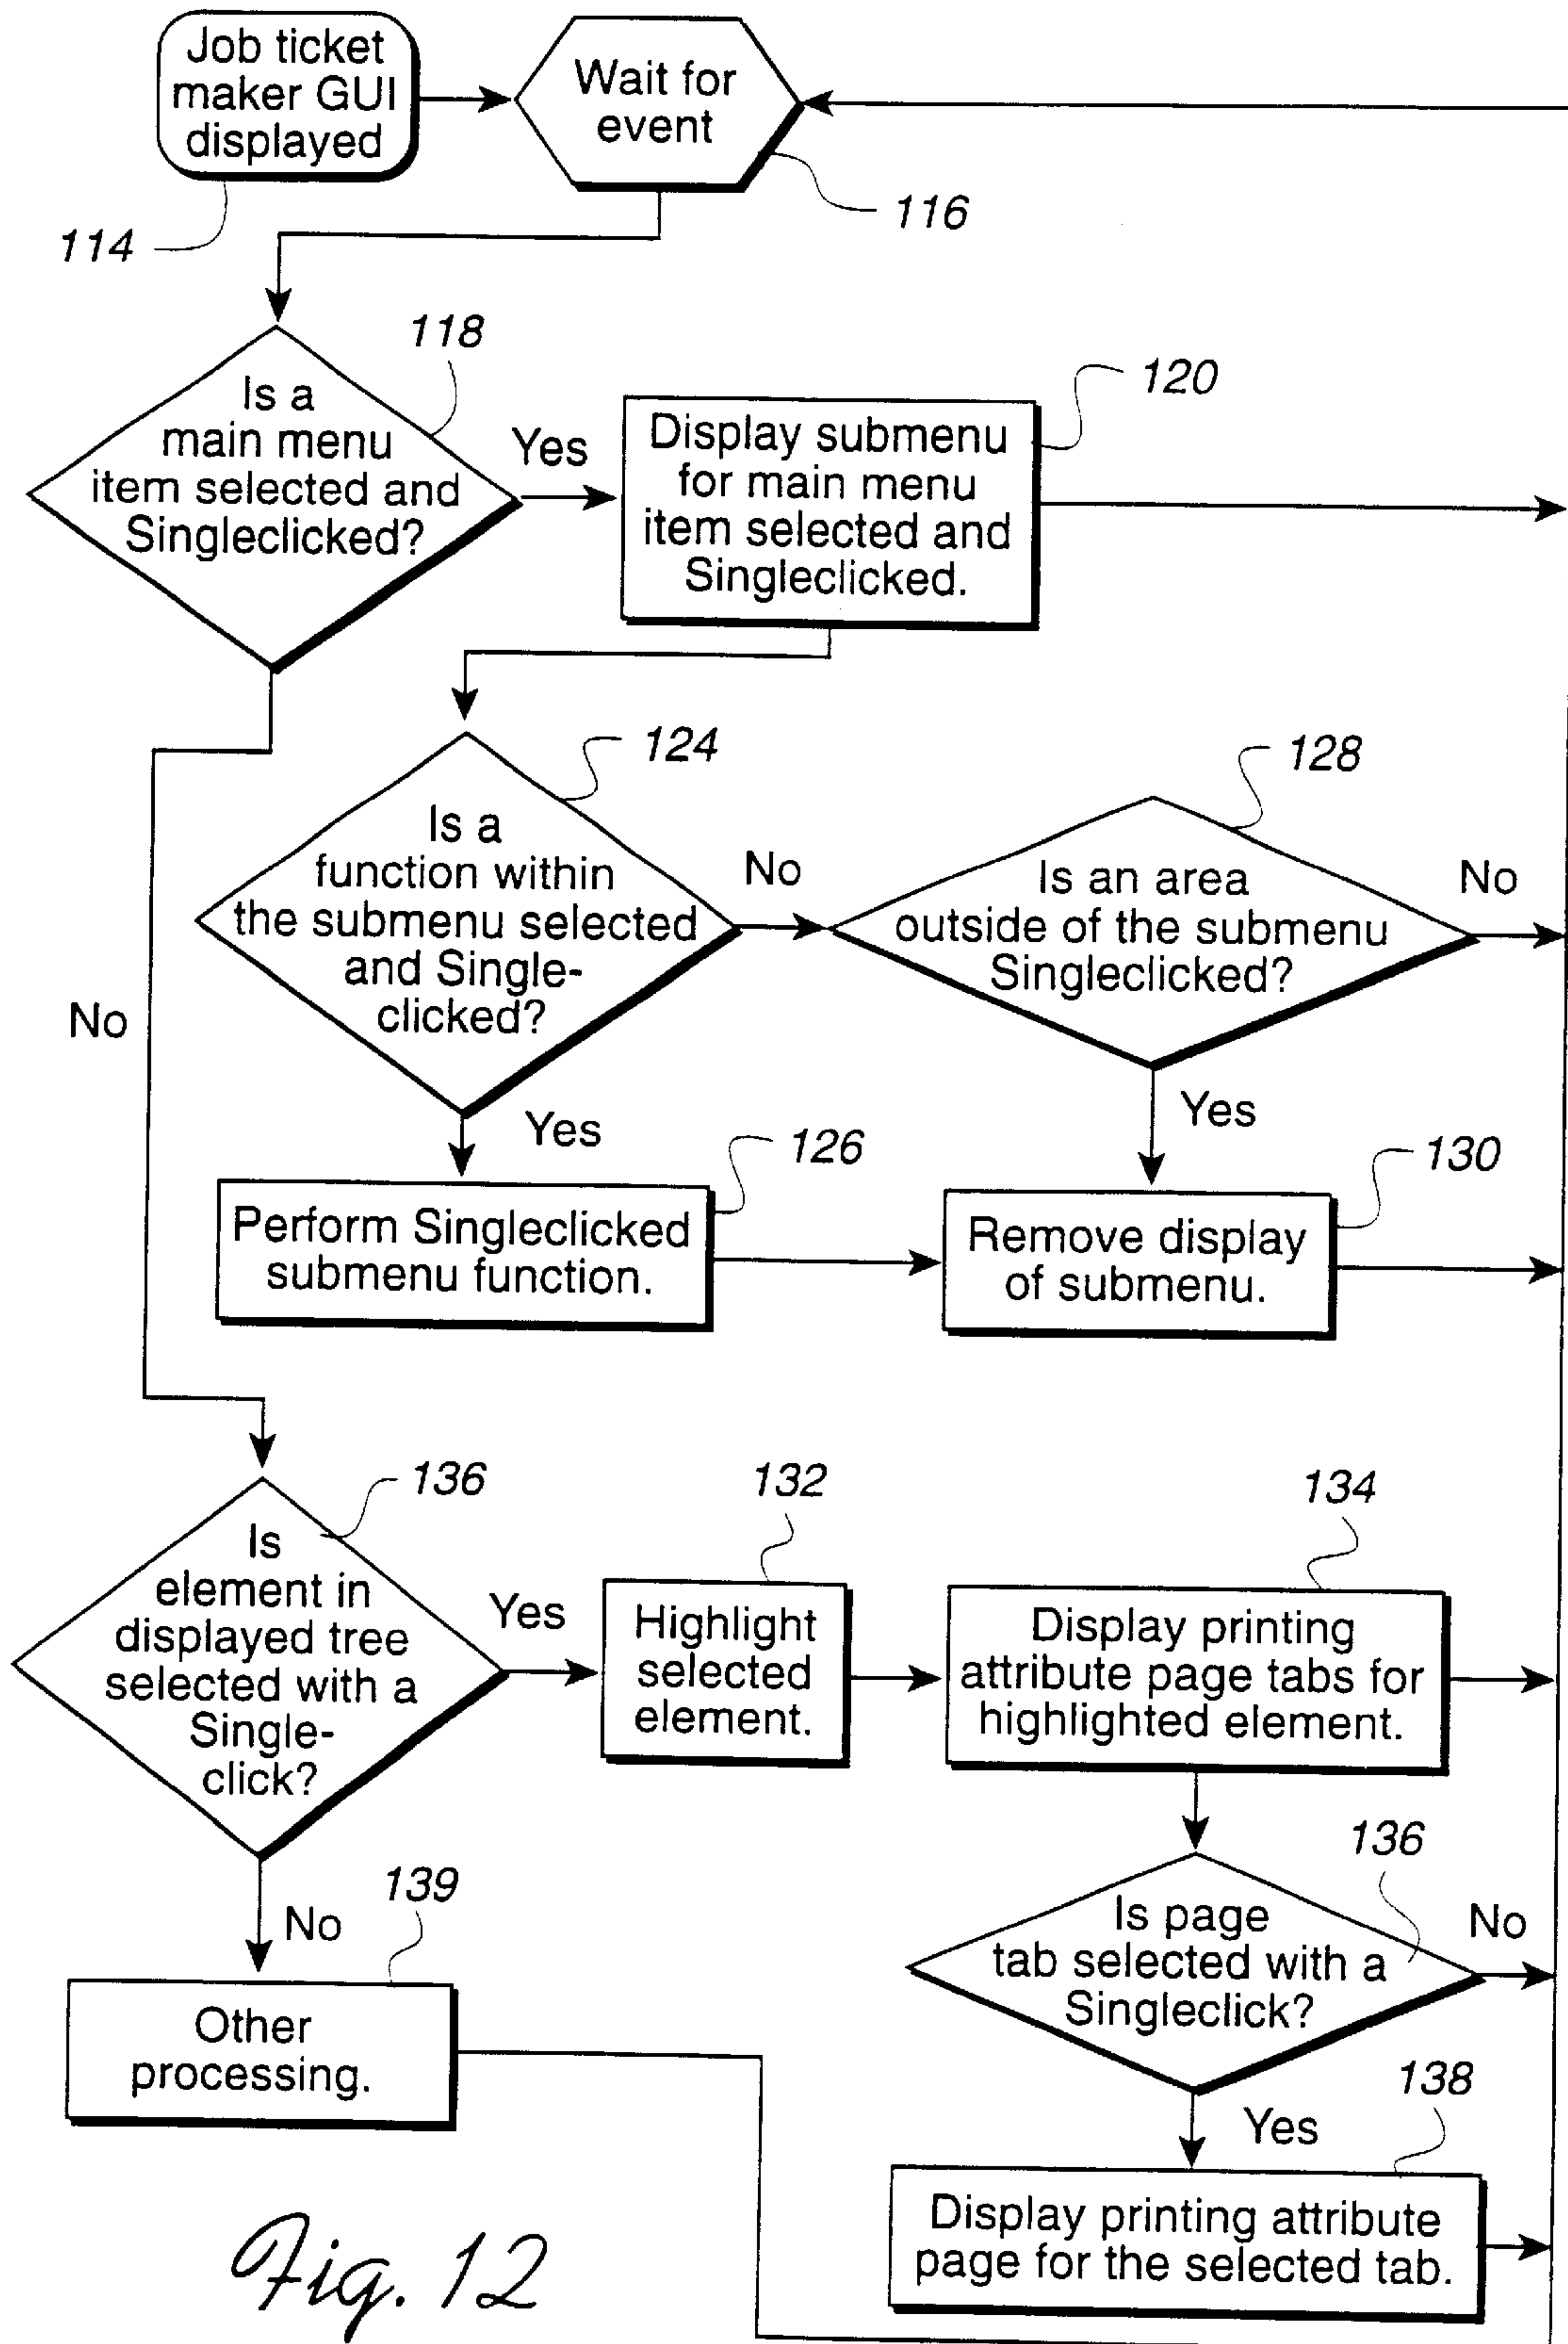 Job ticket
maker GUI
displayed
Wait for
event
114
116
118
Is a
main menu
item selected and
Singleclicked?
Yes
120
Display submenu
for main menu
item selected and
Singleclicked.
124
Is a
function within
the submenu selected
and Single-
clicked?
No
128
Is an area
outside of the submenu
Singleclicked?
No
No
Yes
126
Perform Singleclicked
submenu function.
Yes
130
Remove display
of submenu.
136
Is
element in
displayed tree
selected with a
Single-
click?
Yes
132
Highlight
selected
element.
134
Display printing
attribute page tabs for
highlighted element.
136
Is page
tab selected with a
Singleclick?
No
No
139
Other
processing.
Yes
138
Display printing attribute
page for the selected tab.
Fig. 12